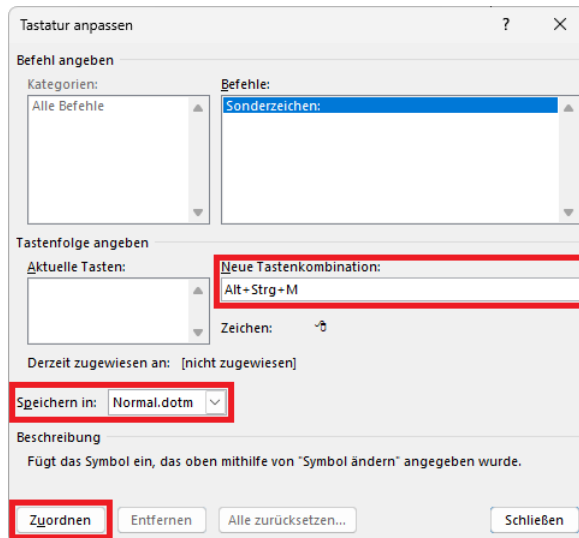 Tastatur anpassen ?
Befehl angeben
Kategorien: Befehle:
Alle Befehle Sonderzeichen:
Tastenfolge angeben
Aktuelle Tasten: Neue Tastenkombination:
Alt+Strg+M
Zeichen:
Derzeit zugewiesen an: [nicht zugewiesen]
Speichern in: Normal.dotm
Beschreibung
Fügt das Symbol ein, das oben mithilfe von "Symbol ändern" angegeben wurde.
Zuordnen Entfernen Alle zurücksetzen... Schließen